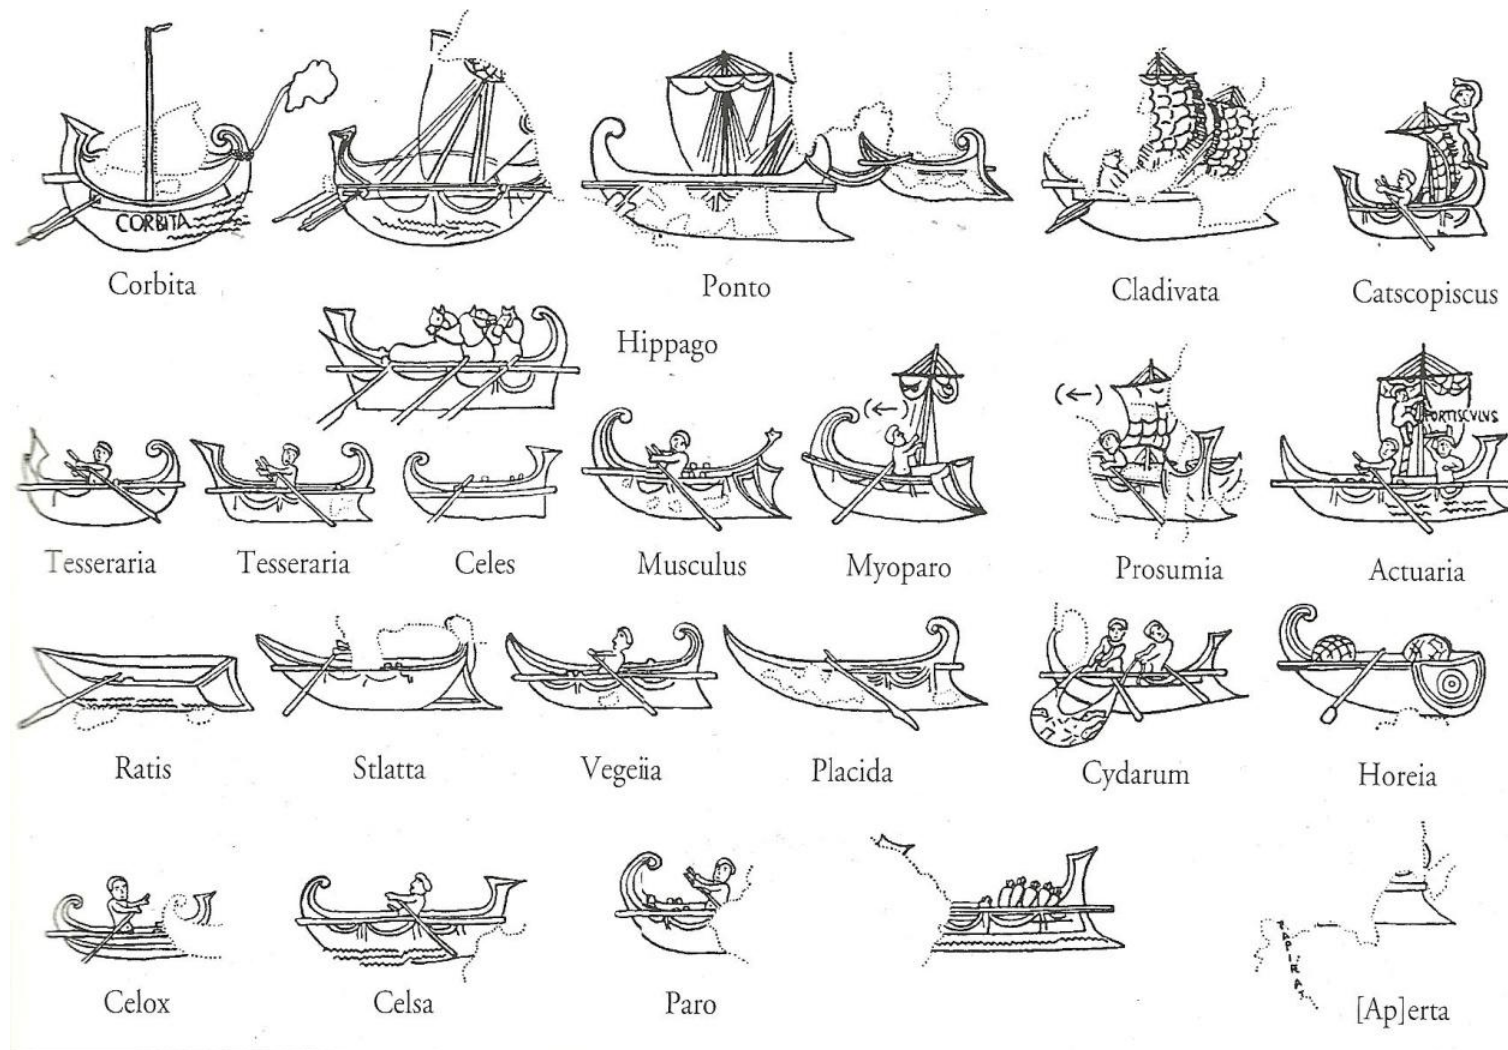 CORBITA
Corbita
Ponto
Cladivata
Catscopiscus
Hippago
PORTISCVLVS
Tesseraria
Tesseraria
Celes
Musculus
Myoparo
Prosumia
Actuaria
Ratis
Stlatta
Vegeiia
Placida
Cydarum
Horeia
Celox
Celsa
Paro
[Ap]erta